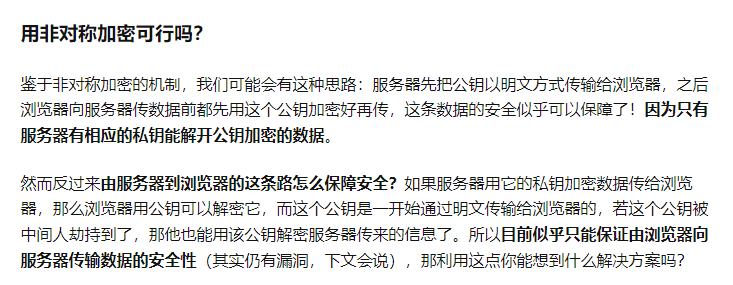 用非对称加密可行吗？
鉴于非对称加密的机制，我们可能会有这种思路：服务器先把公钥以明文方式传输给浏览器，之后
浏览器向服务器传数据前都先用这个公钥加密好再传，这条数据的安全似乎可以保障了！因为只有
服务器有相应的私钥能解开公钥加密的数据。
然而反过来由服务器到浏览器的这条路怎么保障安全？如果服务器用它的私钥加密数据传给浏览
器，那么浏览器用公钥可以解密它，而这个公钥是一开始通过明文传输给浏览器的，若这个公钥被
中间人劫持到了，那他也能用该公钥解密服务器传来的信息了。所以目前似乎只能保证由浏览器向
服务器传输数据的安全性（其实仍有漏洞，下文会说），那利用这点你能想到什么解决方案吗？